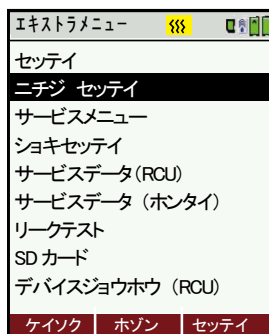 エキストラメニュー
セッテイ
ニチジ セッテイ
サービスメニュー
ショキセッテイ
サービスデータ(RCU)
サービスデータ (ホンタイ)
リークテスト
SD カード
デバイスジョウホウ (RCU)
ケイソク ホゾン セッテイ